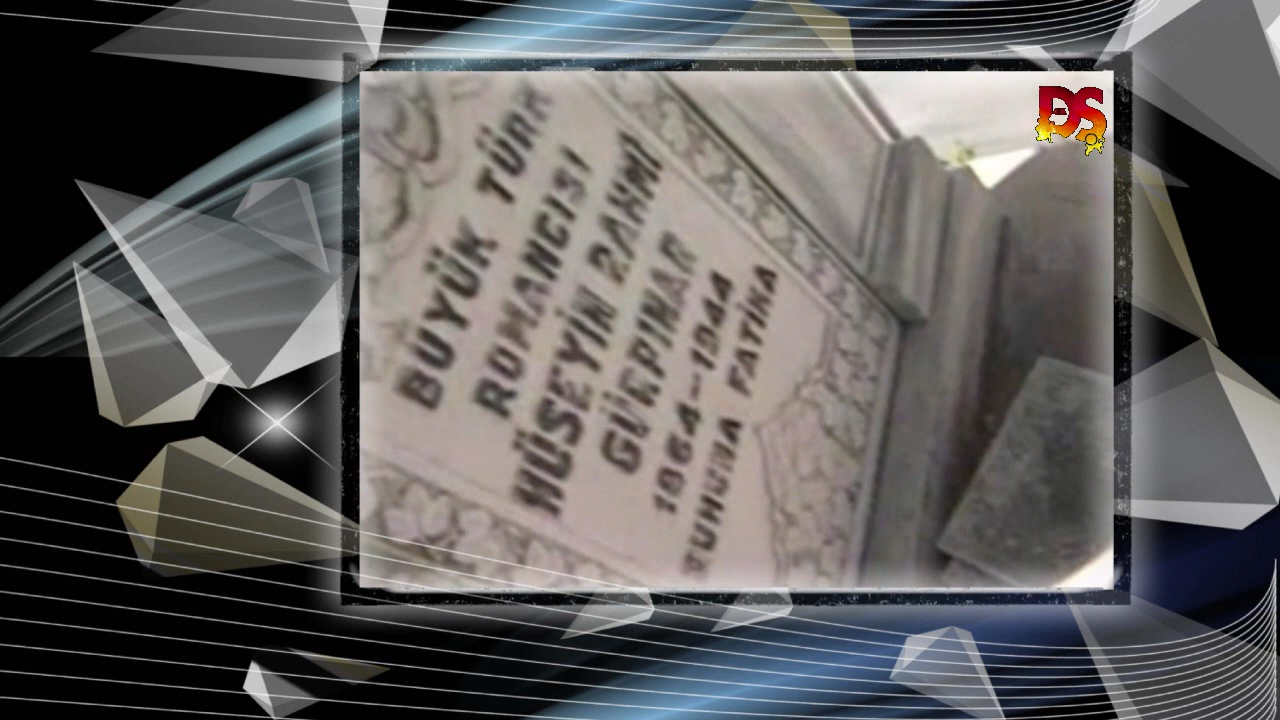 BÜYÜK TÜRK
ROMANCISI
HÜSEYİN RAHMİ
GÜRPINAR
1864-1944
RUHUNA FATİHA
DS